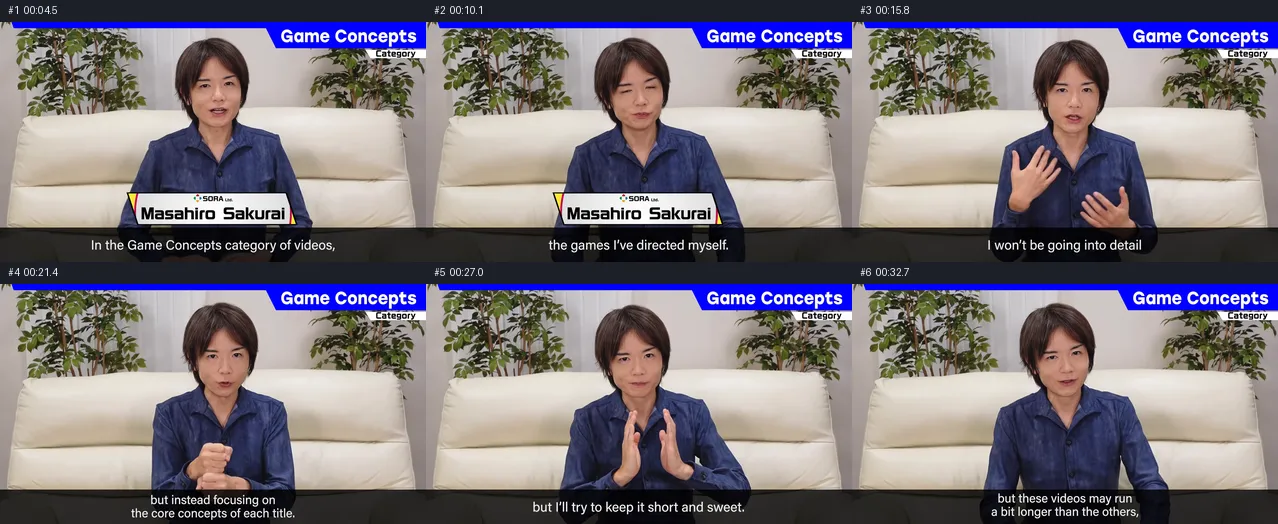 #1 00:04.5
Game Concepts
Category
SORA Ltd.
Masahiro Sakurai
In the Game Concepts category of videos,
#2 00:10.1
Game Concepts
Category
SORA Ltd.
Masahiro Sakurai
the games I've directed myself.
#3 00:15.8
Game Concepts
Category
I won't be going into detail
#4 00:21.4
Game Concepts
Category
but instead focusing on
the core concepts of each title.
#5 00:27.0
Game Concepts
Category
but I'll try to keep it short and sweet.
#6 00:32.7
Game Concepts
Category
but these videos may run
a bit longer than the others,